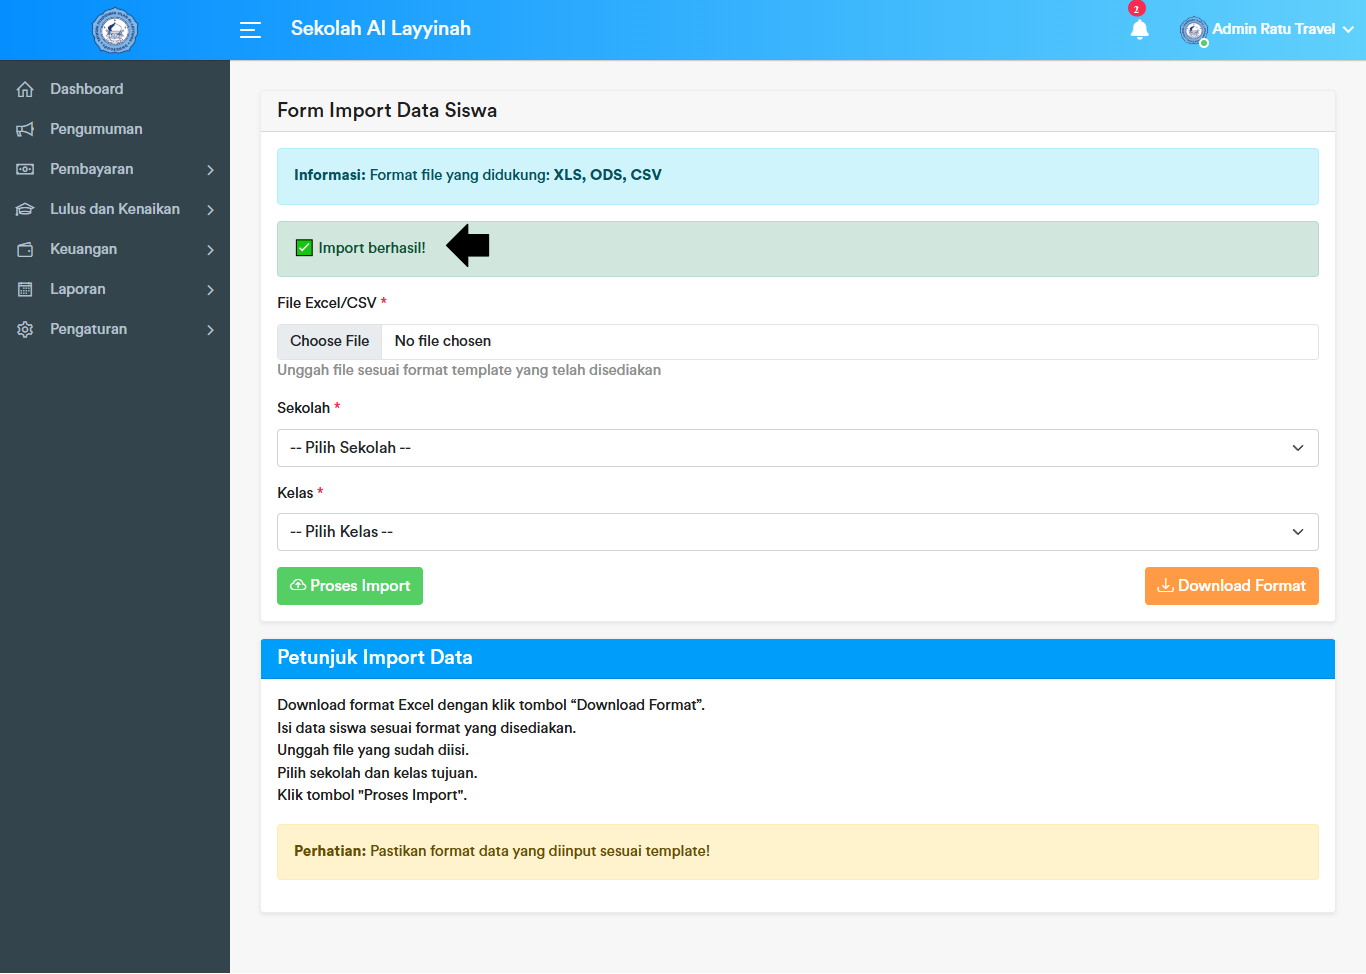 Sekolah Al Layyinah
2
Admin Ratu Travel
Dashboard
Pengumuman
Pembayaran
Lulus dan Kenaikan
Keuangan
Laporan
Pengaturan
Form Import Data Siswa
Informasi: Format file yang didukung: XLS, ODS, CSV
✅ Import berhasil!
File Excel/CSV *
Choose File No file chosen
Unggah file sesuai format template yang telah disediakan
Sekolah *
-- Pilih Sekolah --
Kelas *
-- Pilih Kelas --
Proses Import
Download Format
Petunjuk Import Data
Download format Excel dengan klik tombol “Download Format”.
Isi data siswa sesuai format yang disediakan.
Unggah file yang sudah diisi.
Pilih sekolah dan kelas tujuan.
Klik tombol "Proses Import".
Perhatian: Pastikan format data yang diinput sesuai template!